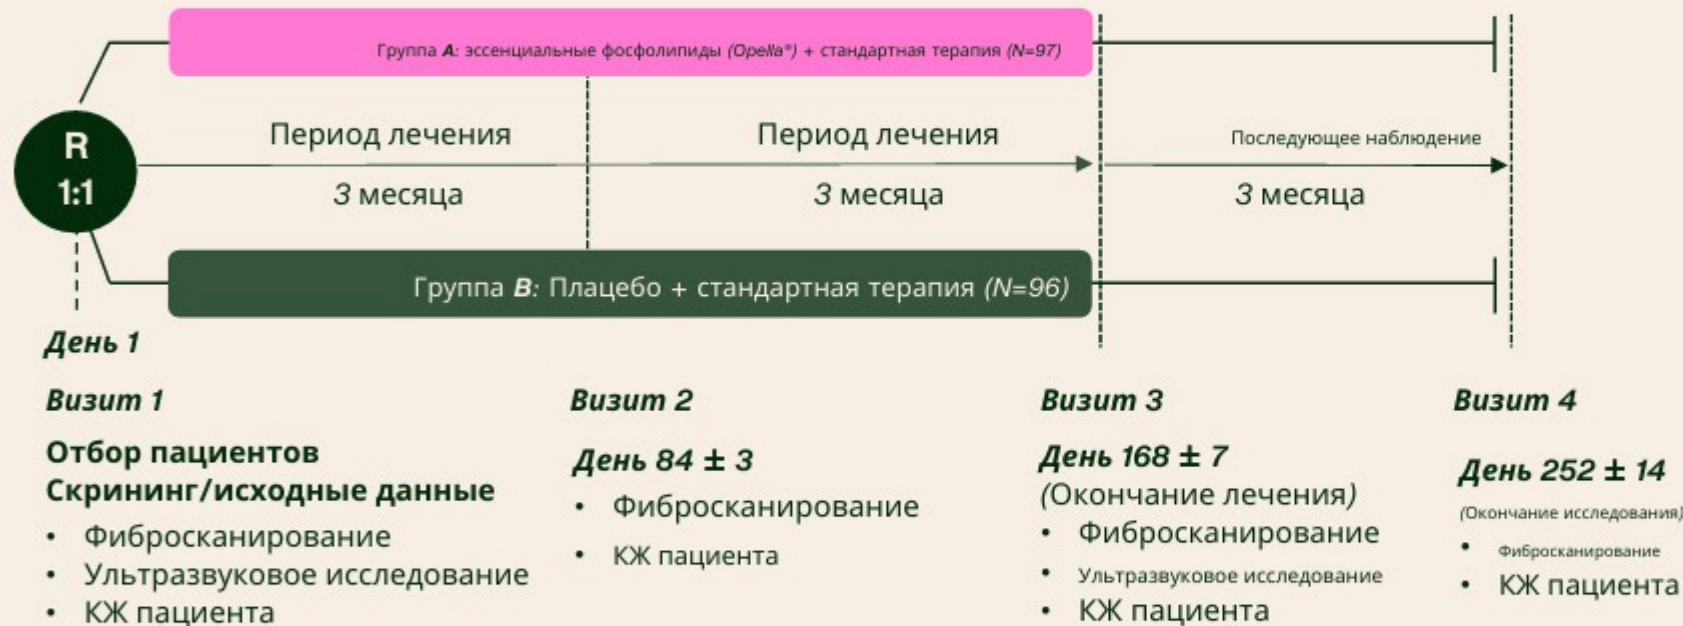 Группа A: эссенциальные фосфолипиды (Opella®) + стандартная терапия (N=97)
R
1:1
Период лечения
3 месяца
Период лечения
3 месяца
Последующее наблюдение
3 месяца
Группа B: Плацебо + стандартная терапия (N=96)
День 1
Визит 1
Отбор пациентов
Скрининг/исходные данные
• Фибросканирование
• Ультразвуковое исследование
• КЖ пациента
Визит 2
День 84 ± 3
• Фибросканирование
• КЖ пациента
Визит 3
День 168 ± 7
(Окончание лечения)
• Фибросканирование
• Ультразвуковое исследование
• КЖ пациента
Визит 4
День 252 ± 14
(Окончание исследования)
• Фибросканирование
• КЖ пациента